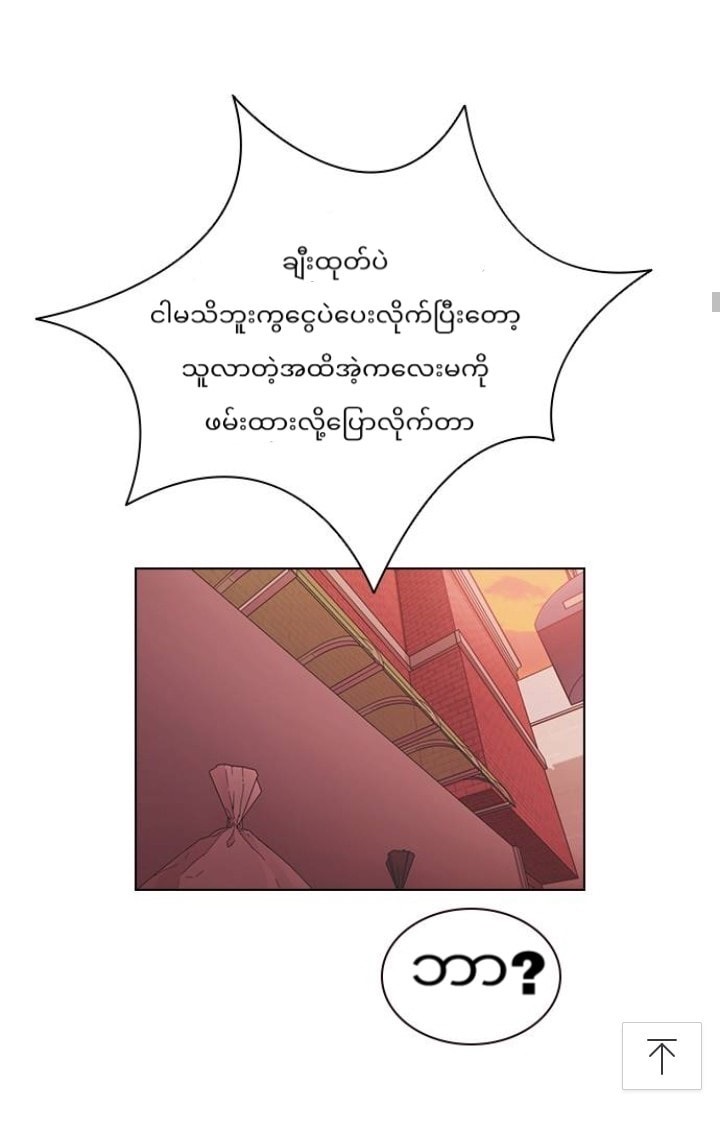 ချီးထုတ်ပဲ
ငါမသိဘူးကွငွေပဲပေးလိုက်ပြီးတော့
သူလာတဲ့အထိအဲ့ကလေးမကို
ဖမ်းထားလို့ပြောလိုက်တာ
ဘာ?